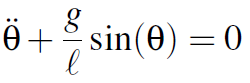 θ̈ + g/ℓ sin(θ) = 0